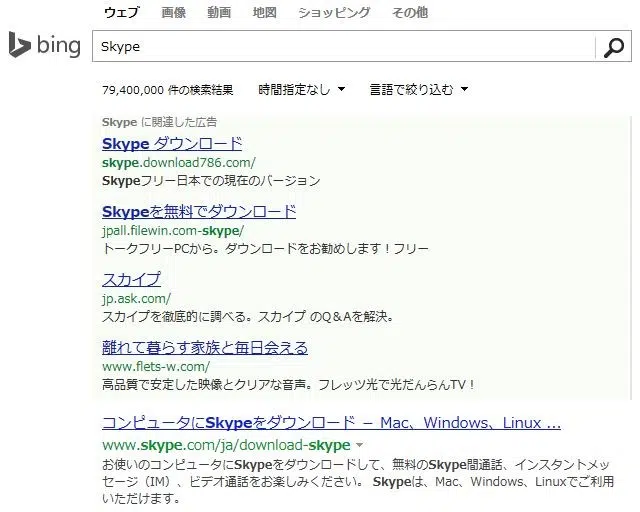 ウェブ 画像 動画 地図 ショッピング その他
bing Skype
79,400,000 件の検索結果 時間指定なし 言語で絞り込む
Skype に関連した広告
Skype ダウンロード
skype.download786.com/
Skypeフリー日本での現在のバージョン
Skypeを無料でダウンロード
jpall.filewin.com-skype/
トークフリーPCから。ダウンロードをお勧めします！フリー
スカイプ
jp.ask.com/
スカイプを徹底的に調べる。スカイプ のQ＆Aを解決。
離れて暮らす家族と毎日会える
www.flets-w.com/
高品質で安定した映像とクリアな音声。フレッツ光で光だんらんTV！
コンピュータにSkypeをダウンロード － Mac、Windows、Linux ...
www.skype.com/ja/download-skype
お使いのコンピュータにSkypeをダウンロードして、無料のSkype間通話、インスタントメッ
セージ（IM）、ビデオ通話をお楽しみください。 Skypeは、Mac、Windows、Linuxでご利用
いただけます。